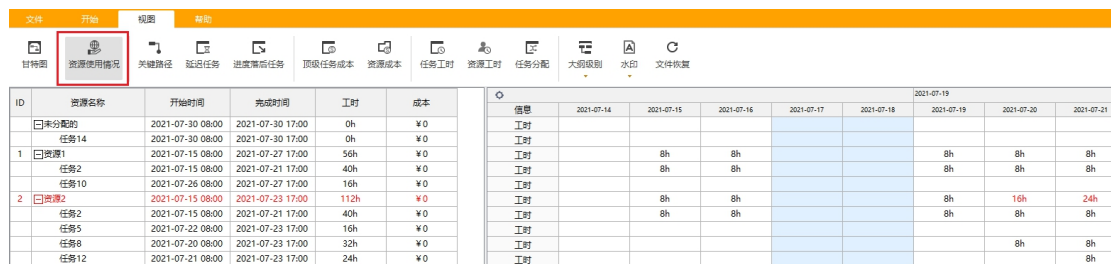 文件 开始 视图 帮助
甘特图 资源使用情况 关键路径 延迟任务 进度落后任务 顶级任务成本 资源成本 任务工时 资源工时 任务分配 大纲级别 水印 文件恢复
ID 资源名称 开始时间 完成时间 工时 成本 2021-07-19
信息 2021-07-14 2021-07-15 2021-07-16 2021-07-17 2021-07-18 2021-07-19 2021-07-20 2021-07-21
未分配的 2021-07-30 08:00 2021-07-30 17:00 0h ¥0 工时
任务14 2021-07-30 08:00 2021-07-30 17:00 0h ¥0 工时
1 资源1 2021-07-15 08:00 2021-07-27 17:00 56h ¥0 工时 8h 8h 8h 8h 8h
任务2 2021-07-15 08:00 2021-07-21 17:00 40h ¥0 工时 8h 8h 8h 8h 8h
任务10 2021-07-26 08:00 2021-07-27 17:00 16h ¥0 工时
2 资源2 2021-07-15 08:00 2021-07-23 17:00 112h ¥0 工时 8h 8h 8h 16h 24h
任务2 2021-07-15 08:00 2021-07-21 17:00 40h ¥0 工时 8h 8h 8h 8h 8h
任务5 2021-07-22 08:00 2021-07-23 17:00 16h ¥0 工时
任务8 2021-07-20 08:00 2021-07-23 17:00 32h ¥0 工时 8h 8h
任务12 2021-07-21 08:00 2021-07-23 17:00 24h ¥0 工时 8h